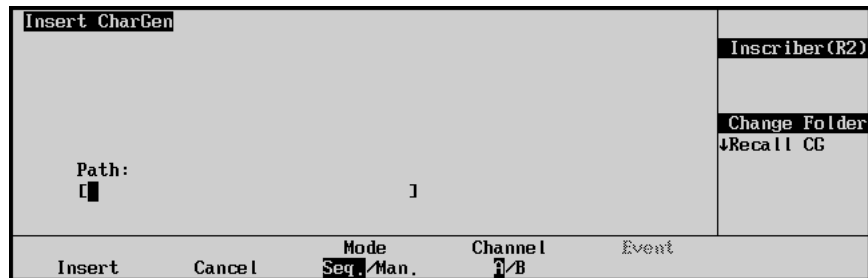 Insert CharGen
Inscriber(R2)
Change Folder
↓Recall CG
Path:
[ ]
Mode Channel Event
Insert Cancel Seq./Man. A/B